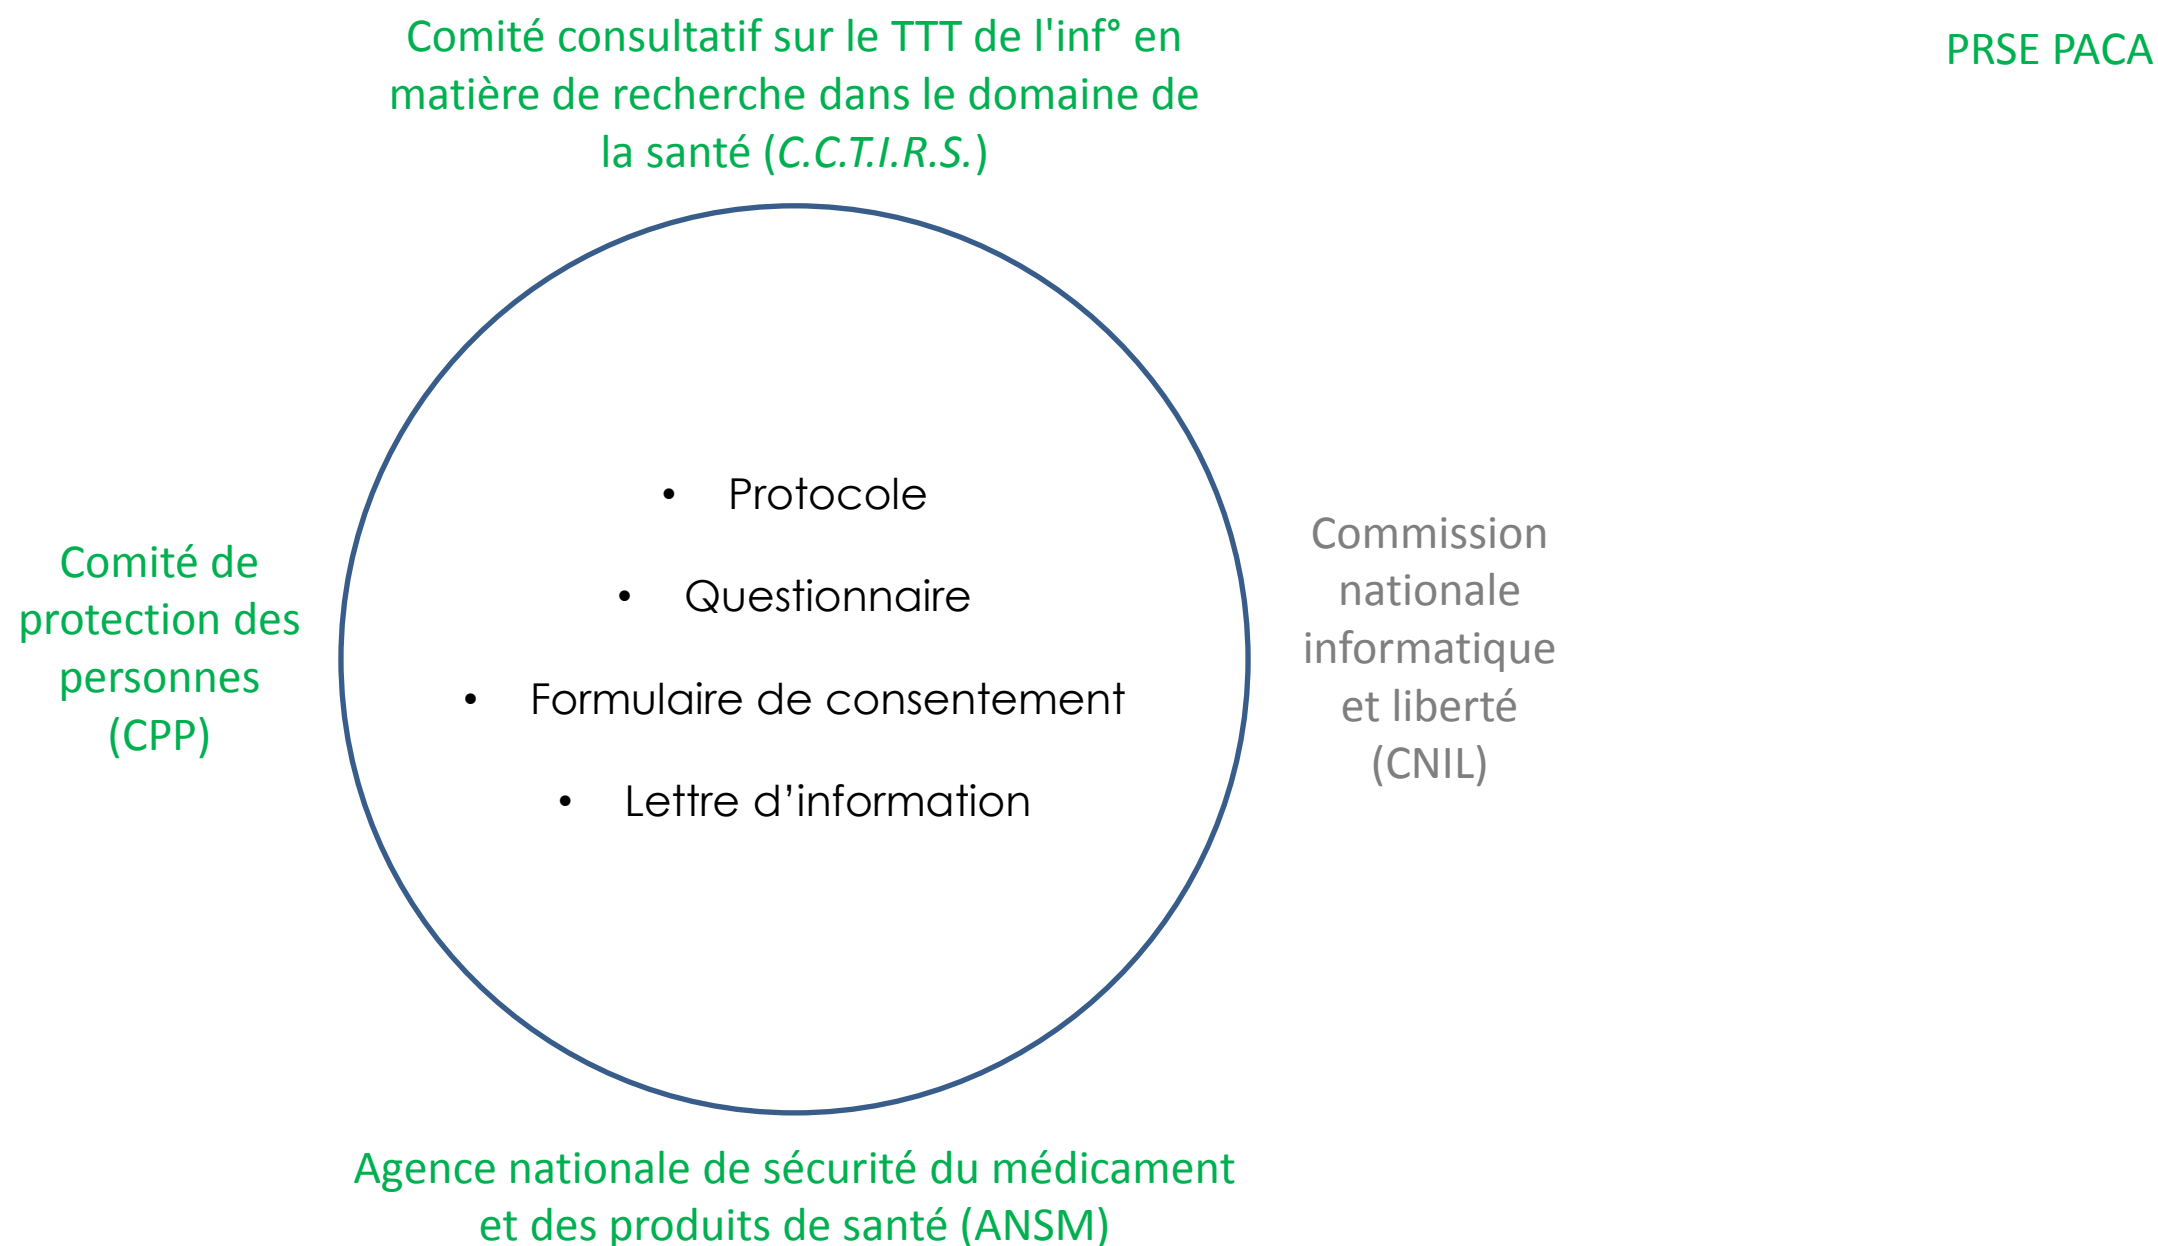 Comité consultatif sur le TTT de l'inf° en
matière de recherche dans le domaine de
la santé (C.C.T.I.R.S.)
PRSE PACA
• Protocole
• Questionnaire
• Formulaire de consentement
• Lettre d’information
Comité de
protection des
personnes
(CPP)
Commission
nationale
informatique
et liberté
(CNIL)
Agence nationale de sécurité du médicament
et des produits de santé (ANSM)